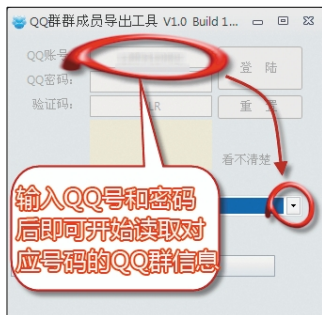 QQ群群成员导出工具 V1.0 Build 1...
QQ账号:
登 陆
QQ密码:
验证码:
LR
重 置
看不清楚
输入QQ号和密码
后即可开始读取对
应号码的QQ群信息